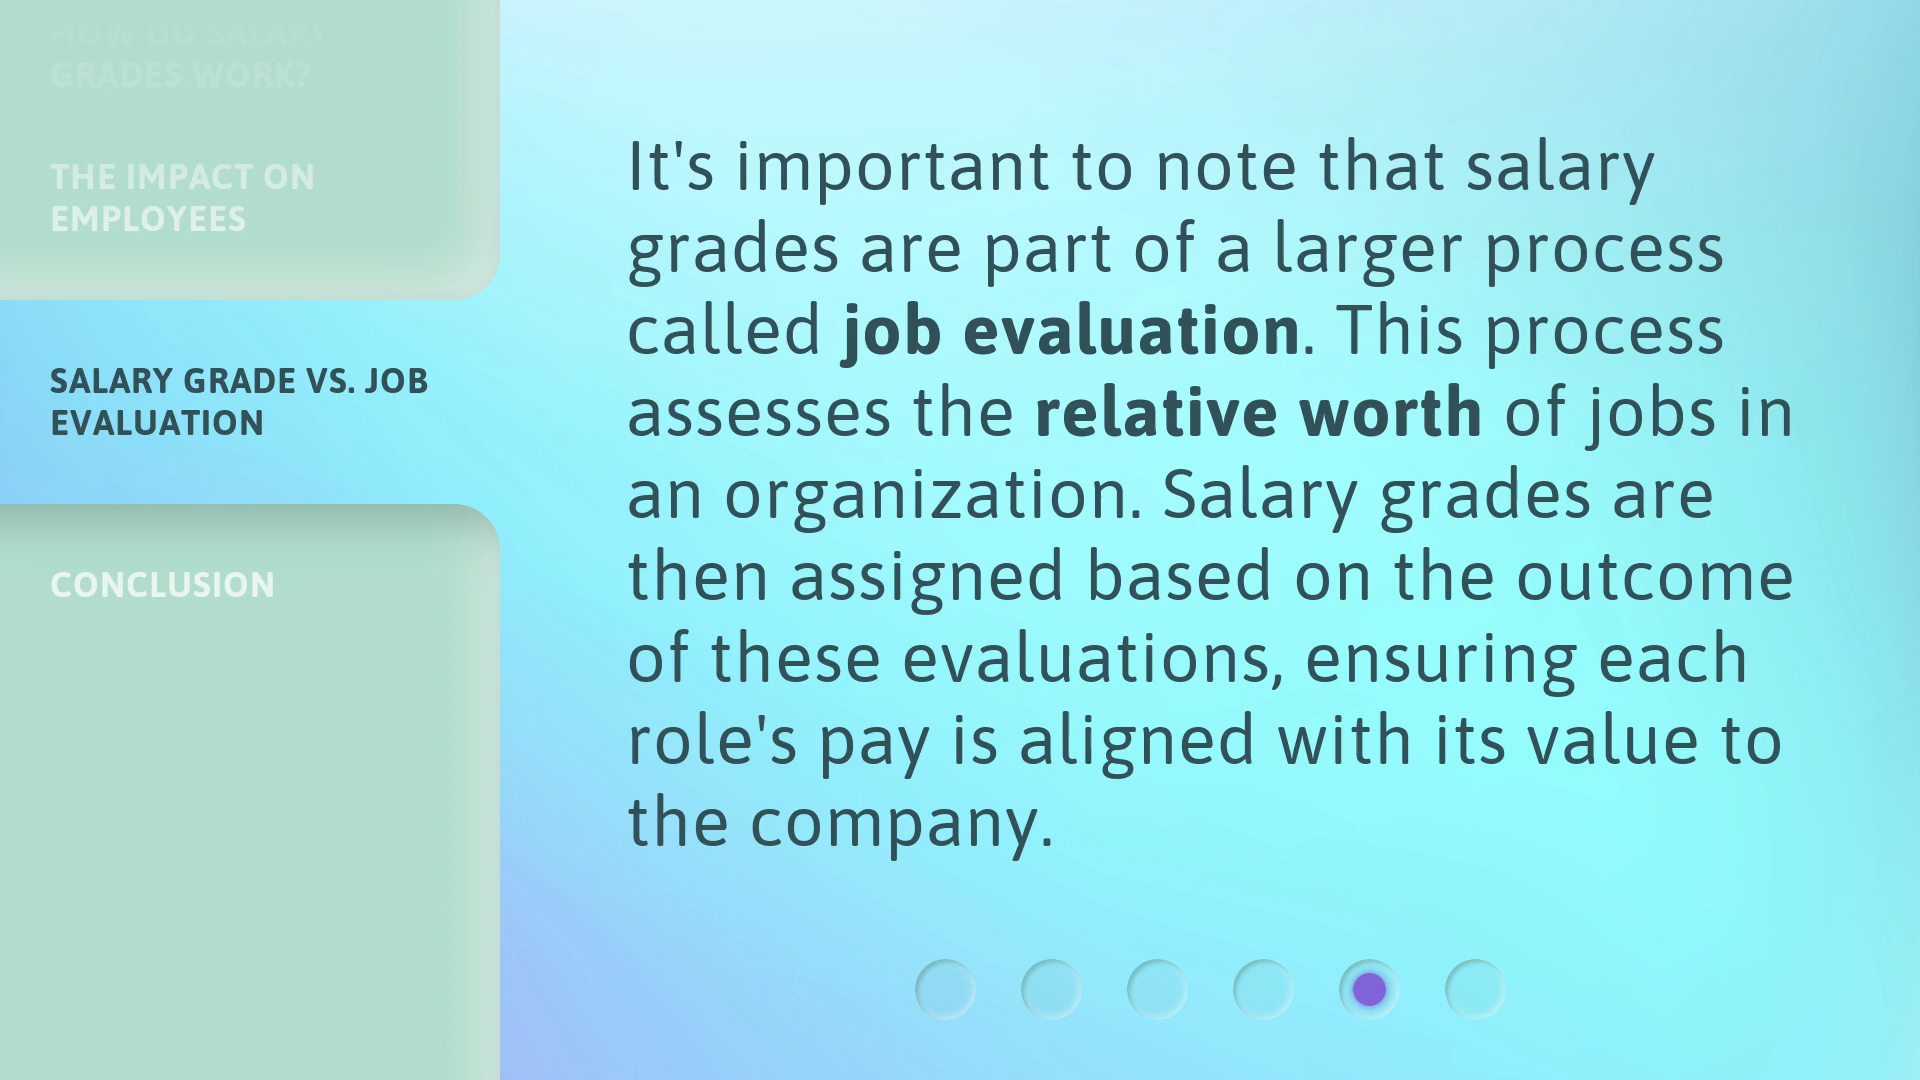 HOW DO SALARY
GRADES WORK?
THE IMPACT ON
EMPLOYEES
SALARY GRADE VS. JOB
EVALUATION
CONCLUSION
It's important to note that salary
grades are part of a larger process
called job evaluation. This process
assesses the relative worth of jobs in
an organization. Salary grades are
then assigned based on the outcome
of these evaluations, ensuring each
role's pay is aligned with its value to
the company.